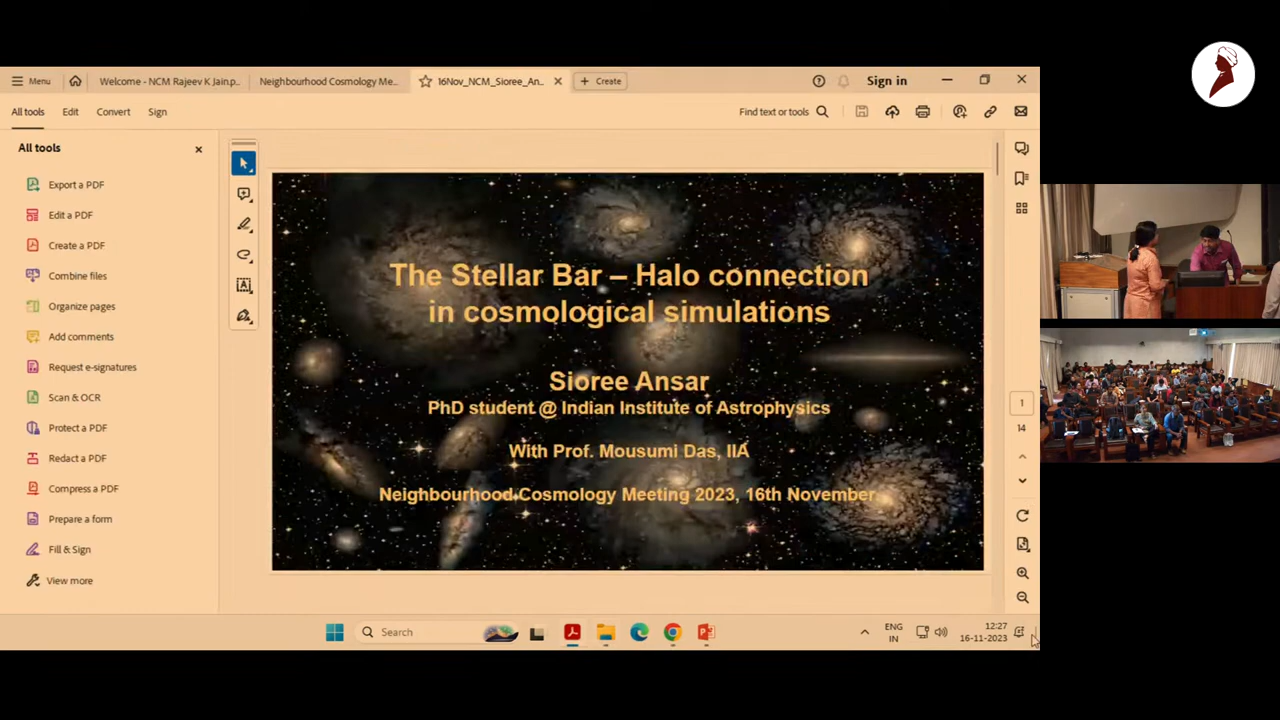 Menu
Welcome - NCM Rajeev K Jain.p...
Neighbourhood Cosmology Me...
16Nov_NCM_Sioree_An...
Create
Sign in
All tools
Edit
Convert
Sign
Find text or tools
All tools
Export a PDF
Edit a PDF
Create a PDF
Combine files
Organize pages
Add comments
Request e-signatures
Scan & OCR
Protect a PDF
Redact a PDF
Compress a PDF
Prepare a form
Fill & Sign
View more
The Stellar Bar – Halo connection
in cosmological simulations
Sioree Ansar
PhD student @ Indian Institute of Astrophysics
With Prof. Mousumi Das, IIA
Neighbourhood Cosmology Meeting 2023, 16th November
1
14
Search
ENG
IN
12:27
16-11-2023